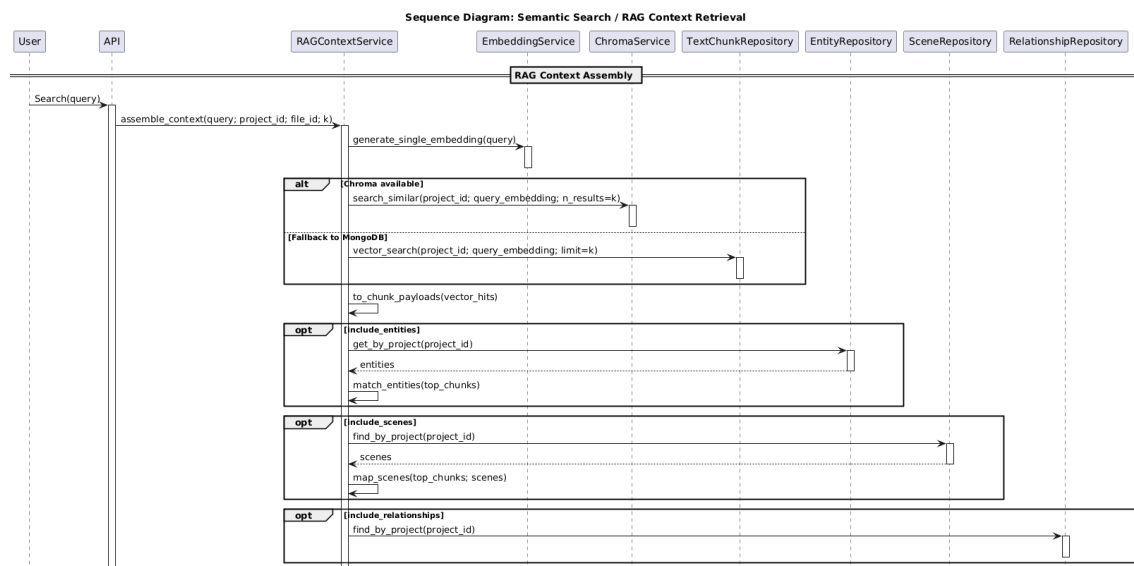 Sequence Diagram: Semantic Search / RAG Context Retrieval
User
API
RAGContextService
EmbeddingService
ChromaService
TextChunkRepository
EntityRepository
SceneRepository
RelationshipRepository
RAG Context Assembly
Search(query)
assemble_context(query; project_id; file_id; k)
generate_single_embedding(query)
alt
[Chroma available]
search_similar(project_id; query_embedding; n_results=k)
[Fallback to MongoDB]
vector_search(project_id; query_embedding; limit=k)
to_chunk_payloads(vector_hits)
opt
[include_entities]
get_by_project(project_id)
entities
match_entities(top_chunks)
opt
[include_scenes]
find_by_project(project_id)
scenes
map_scenes(top_chunks; scenes)
opt
[include_relationships]
find_by_project(project_id)